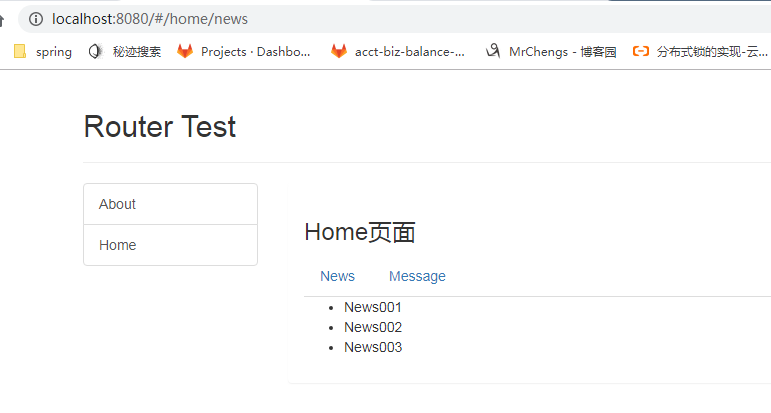 localhost:8080/#/home/news
spring 秘迹搜索 Projects · Dashbo... acct-biz-balance-... MrChengs - 博客园 分布式锁的实现-云...
Router Test
About
Home
Home页面
News Message
News001
News002
News003